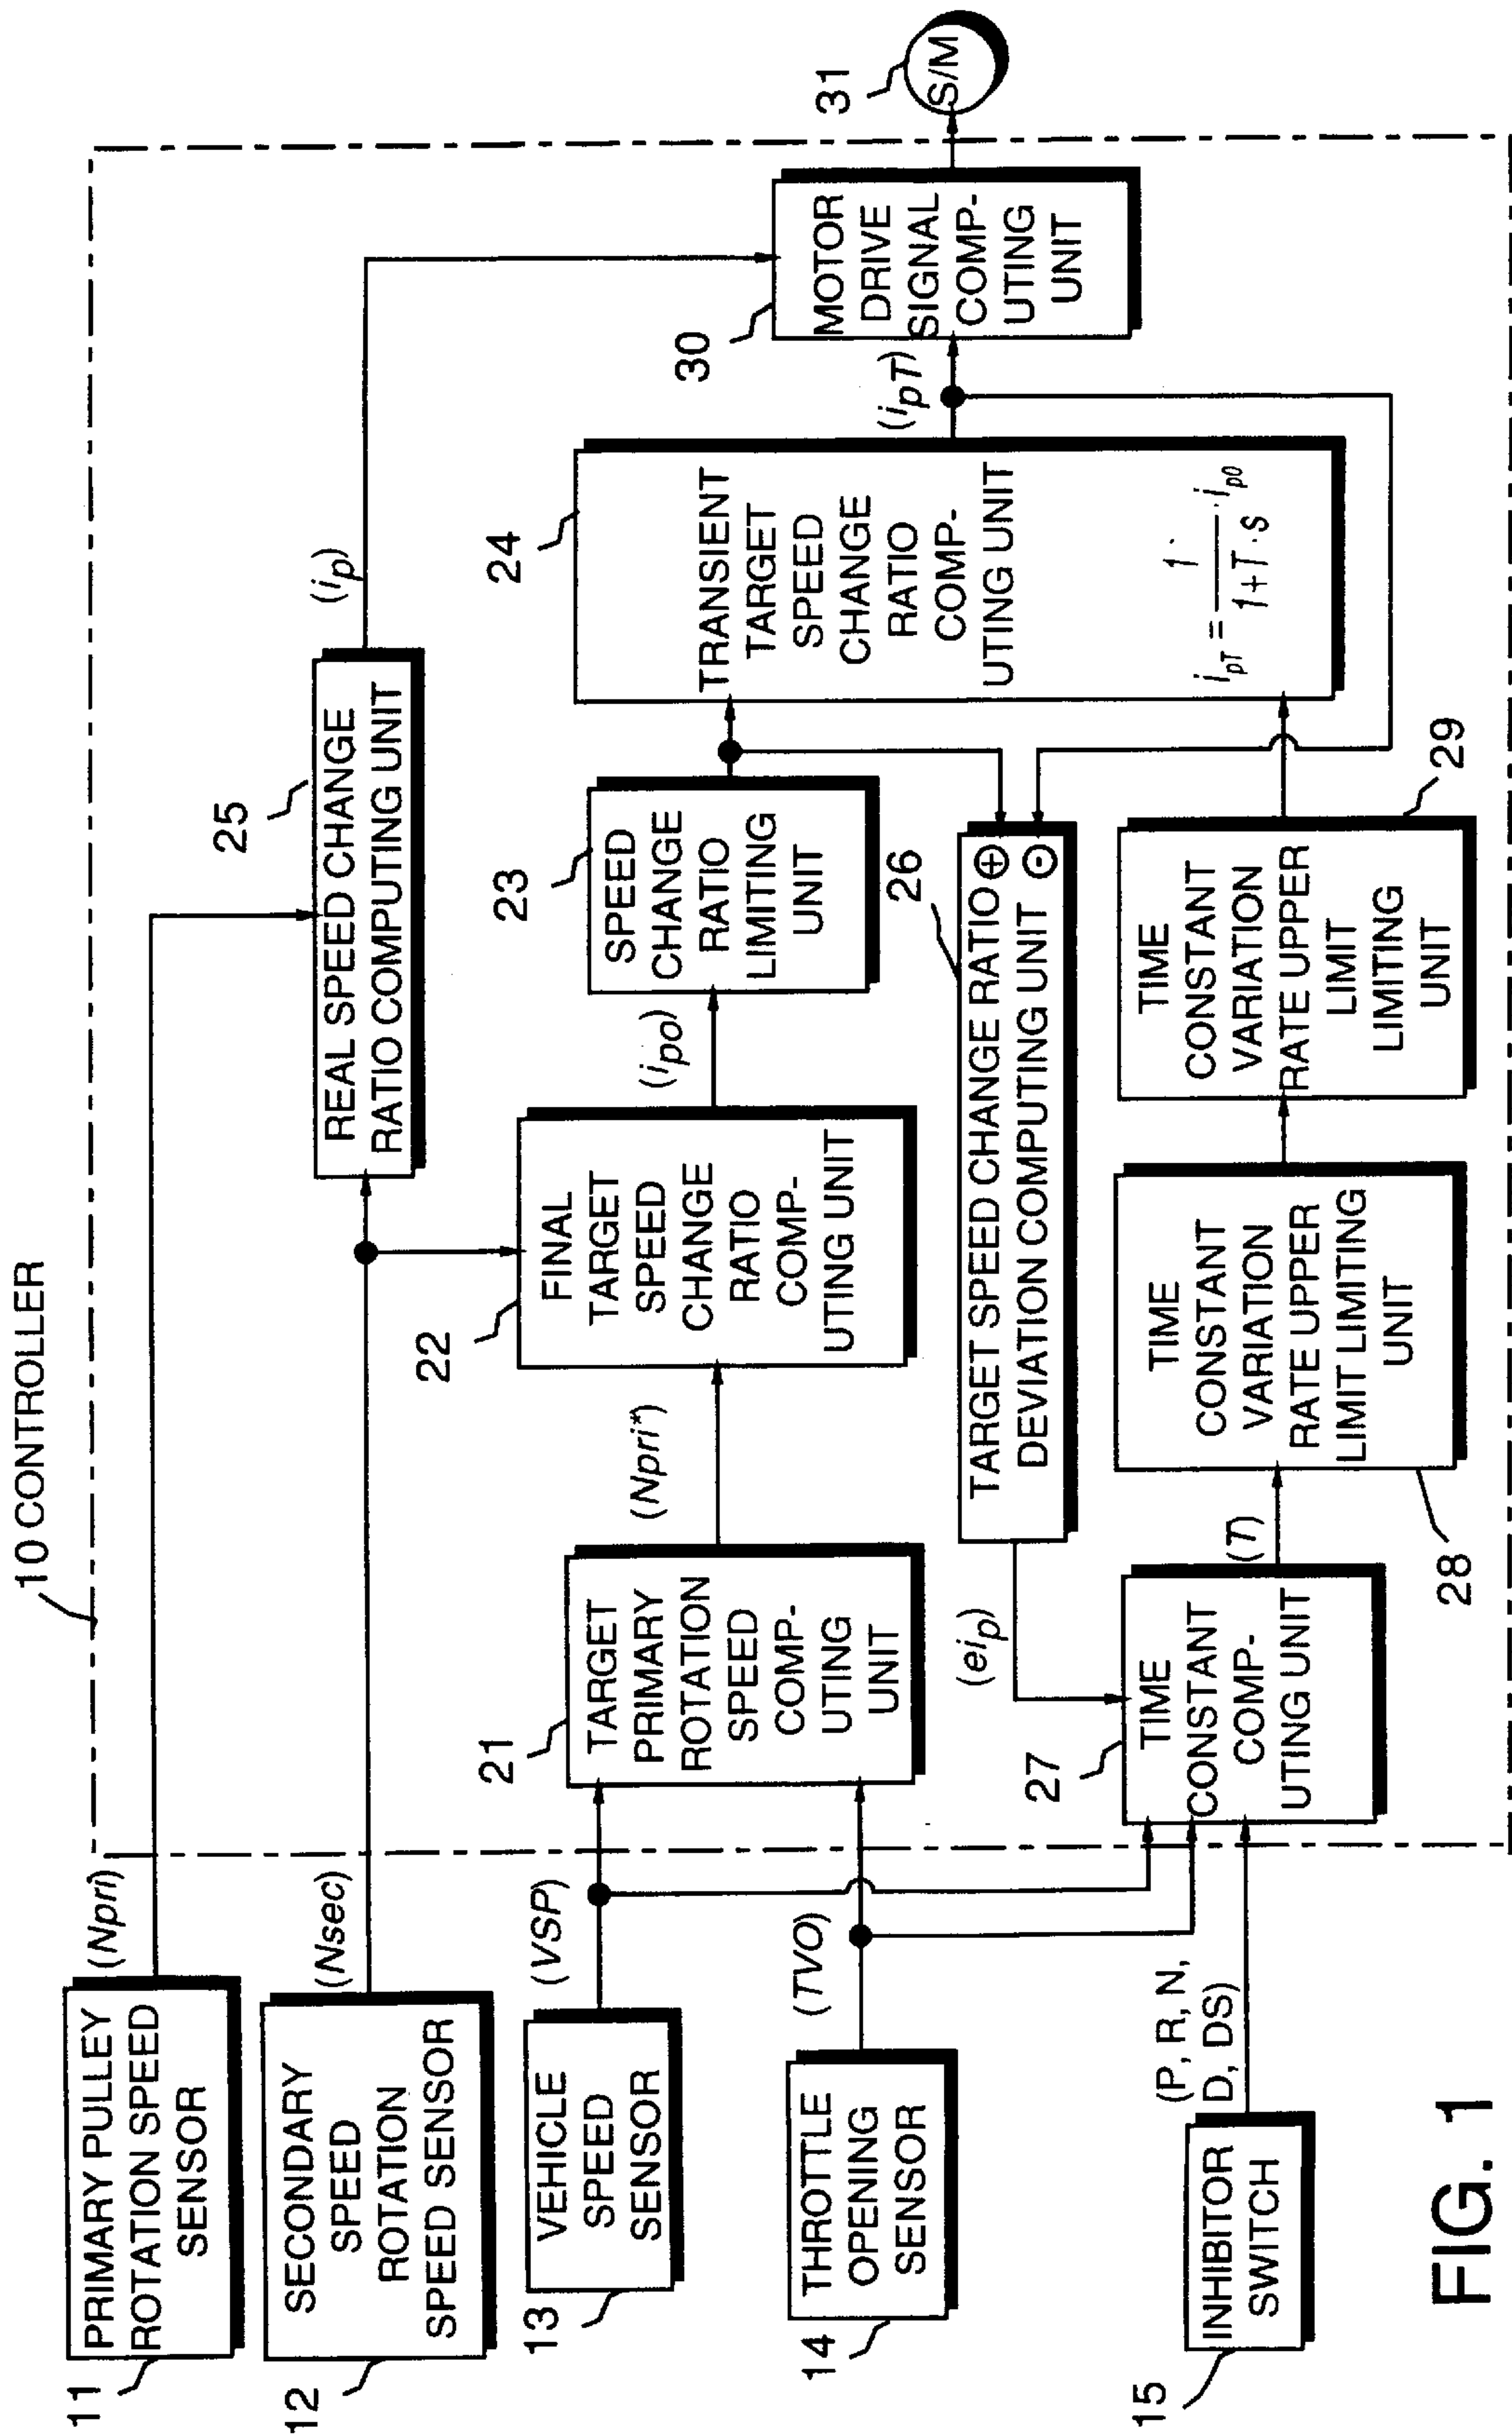 10 CONTROLLER
11
PRIMARY PULLEY
ROTATION SPEED
SENSOR
(Npri)
12
SECONDARY
SPEED
ROTATION
SPEED SENSOR
(Nsec)
13
VEHICLE
SPEED
SENSOR
(VSP)
14
THROTTLE
OPENING
SENSOR
(TVO)
15
INHIBITOR
SWITCH
(P, R, N,
D, DS)
25
REAL SPEED CHANGE
RATIO COMPUTING UNIT
(ip)
21
TARGET
PRIMARY
ROTATION
SPEED
COMP-
UTING
UNIT
(Npri*)
22
FINAL
TARGET
SPEED
CHANGE
RATIO
COMP-
UTING UNIT
(ipo)
23
SPEED
CHANGE
RATIO
LIMITING
UNIT
24
TRANSIENT
TARGET
SPEED
CHANGE
RATIO
COMP-
UTING UNIT
ipT = 1/(1+T·s) · ip0
(ipT)
26
TARGET SPEED CHANGE RATIO ⊕
DEVIATION COMPUTING UNIT ⊖
(eip)
27
TIME
CONSTANT
COMP-
UTING UNIT
(T)
28
TIME
CONSTANT
VARIATION
RATE UPPER
LIMIT LIMITING
UNIT
29
TIME
CONSTANT
VARIATION
RATE UPPER
LIMIT
LIMITING
UNIT
30
MOTOR
DRIVE
SIGNAL
COMP-
UTING
UNIT
31
S/M
FIG. 1